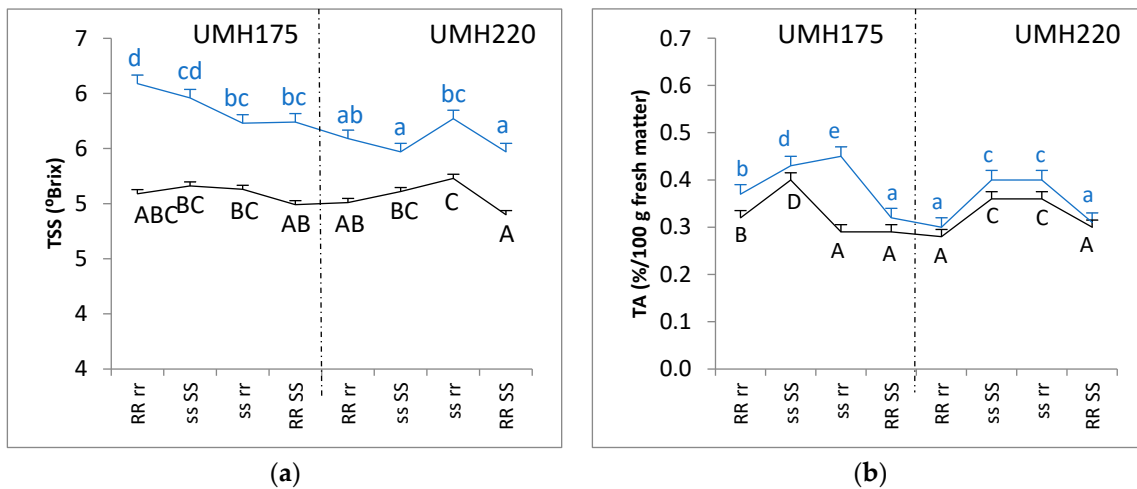 UMH175 UMH220
TSS (ºBrix)
7
6
6
5
5
4
4
d cd bc bc ab a bc a
ABC BC BC AB AB BC C A
RR rr
ss SS
ss rr
RR SS
RR rr
ss SS
ss rr
RR SS
(a)
UMH175 UMH220
TA (%/100 g fresh matter)
0.7
0.6
0.5
0.4
0.3
0.2
0.1
0.0
b d e a a c c a
B D A A A C C A
RR rr
ss SS
ss rr
RR SS
RR rr
ss SS
ss rr
RR SS
(b)